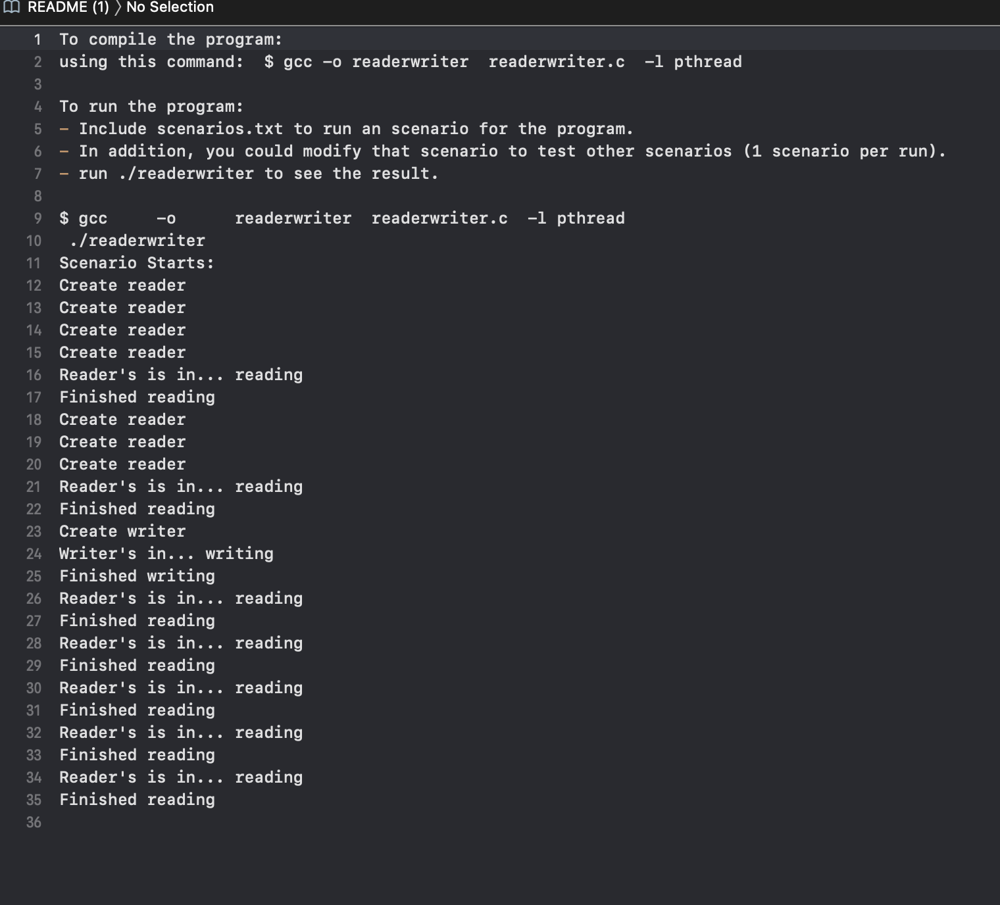 README (1) 〉 No Selection
1 To compile the program:
2 using this command:  $ gcc -o readerwriter  readerwriter.c  -l pthread
3
4 To run the program:
5 - Include scenarios.txt to run an scenario for the program.
6 - In addition, you could modify that scenario to test other scenarios (1 scenario per run).
7 - run ./readerwriter to see the result.
8
9 $ gcc     -o      readerwriter  readerwriter.c  -l pthread
10  ./readerwriter
11 Scenario Starts:
12 Create reader
13 Create reader
14 Create reader
15 Create reader
16 Reader's is in... reading
17 Finished reading
18 Create reader
19 Create reader
20 Create reader
21 Reader's is in... reading
22 Finished reading
23 Create writer
24 Writer's in... writing
25 Finished writing
26 Reader's is in... reading
27 Finished reading
28 Reader's is in... reading
29 Finished reading
30 Reader's is in... reading
31 Finished reading
32 Reader's is in... reading
33 Finished reading
34 Reader's is in... reading
35 Finished reading
36